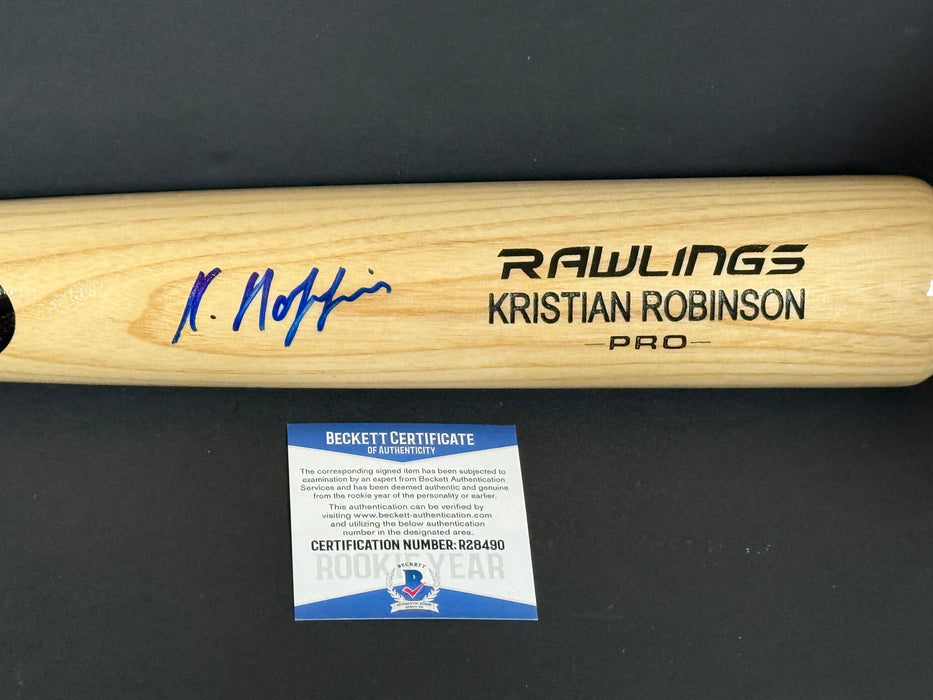 RAWLINGS
KRISTIAN ROBINSON
-PRO-
BECKETT CERTIFICATE
OF AUTHENTICITY
The corresponding signed item has been subjected to
examination by an expert from Beckett Authentication
Services and has been deemed authentic and genuine
from the rookie year of the personality or earlier.
This authentication can be verified by
visiting www.beckett-authentication.com
and utilizing the below authentication
number in the designated area.
CERTIFICATION NUMBER: R28490
ROOKIE YEAR
BECKETT
B
AUTHENTICATION
SERVICES